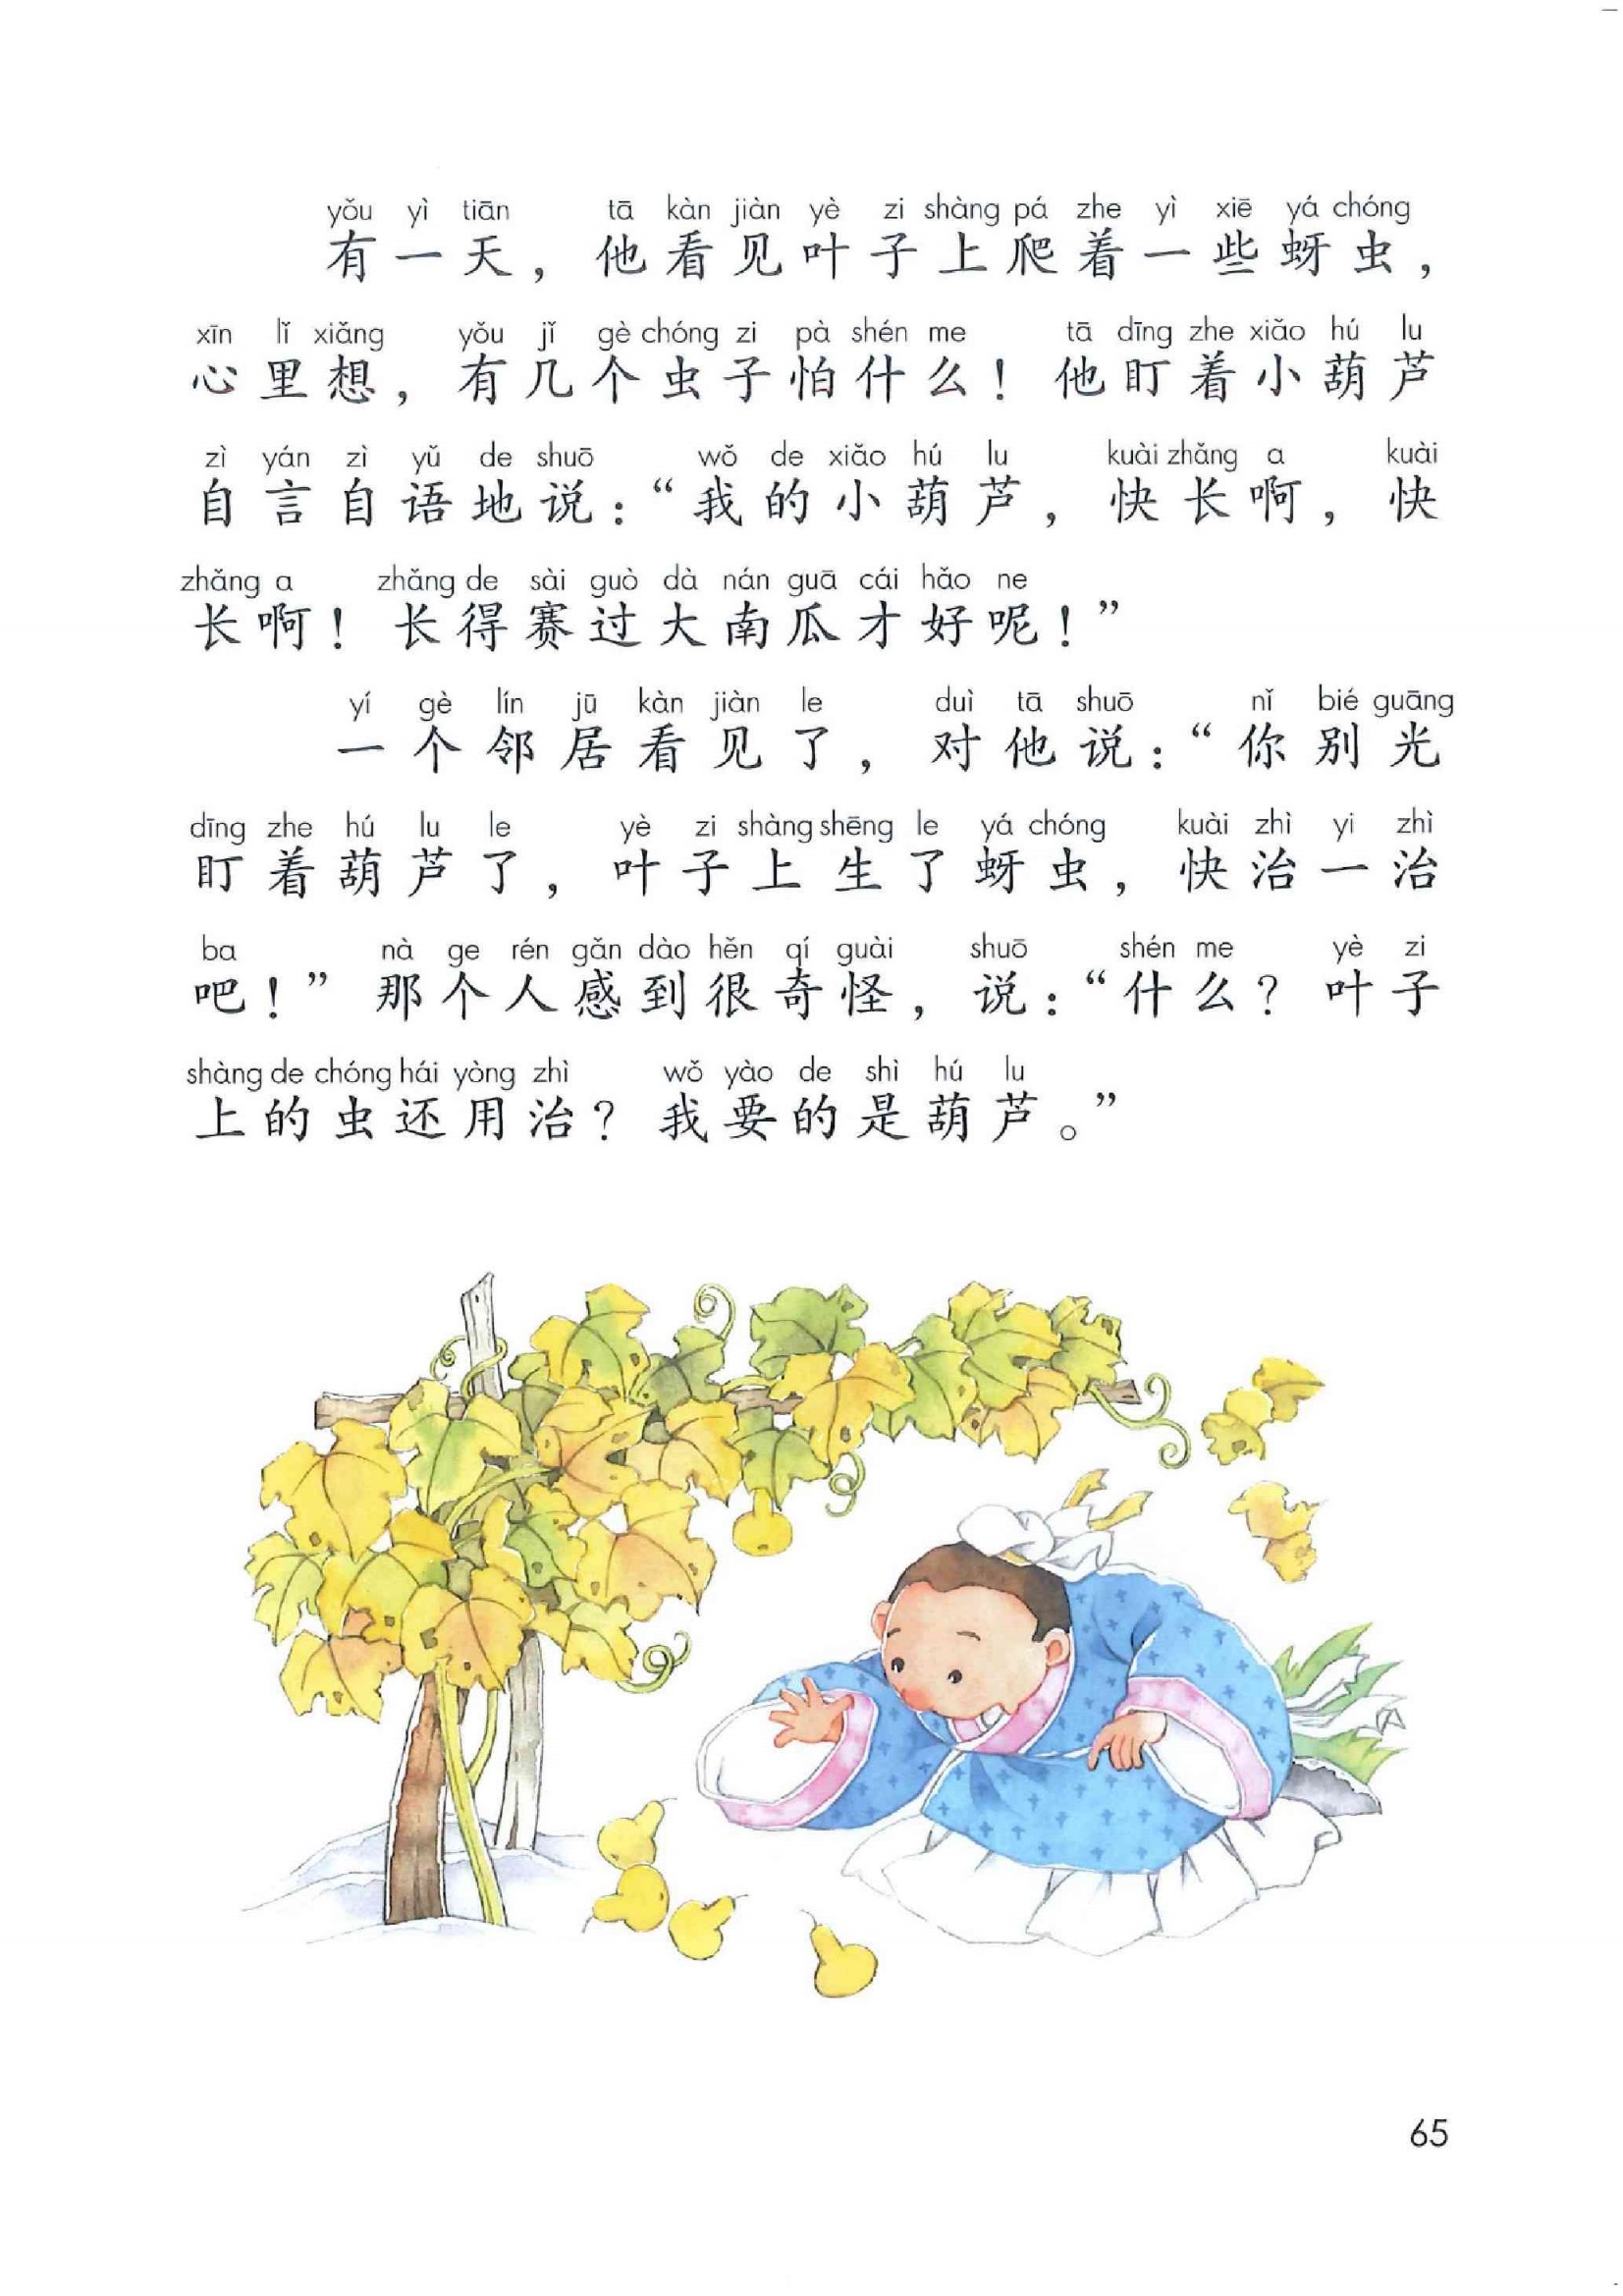 yǒu yì tiān tā kàn jiàn yè zi shàng pá zhe yì xiē yá chóng
有一天，他看见叶子上爬着一些蚜虫，
xīn lǐ xiǎng yǒu jǐ gè chóng zi pà shén me tā dīng zhe xiǎo hú lu
心里想，有几个虫子怕什么！他盯着小葫芦
zì yán zì yǔ de shuō wǒ de xiǎo hú lu kuài zhǎng a kuài
自言自语地说：“我的小葫芦，快长啊，快
zhǎng a zhǎng de sài guò dà nán guā cái hǎo ne
长啊！长得赛过大南瓜才好呢！”
yí gè lín jū kàn jiàn le duì tā shuō nǐ bié guāng
一个邻居看见了，对他说：“你别光
dīng zhe hú lu le yè zi shàng shēng le yá chóng kuài zhì yi zhì
盯着葫芦了，叶子上生了蚜虫，快治一治
ba nà ge rén gǎn dào hěn qí guài shuō shén me yè zi
吧！”那个人感到很奇怪，说：“什么？叶子
shàng de chóng hái yòng zhì wǒ yào de shì hú lu
上的虫还用治？我要的是葫芦。”
65